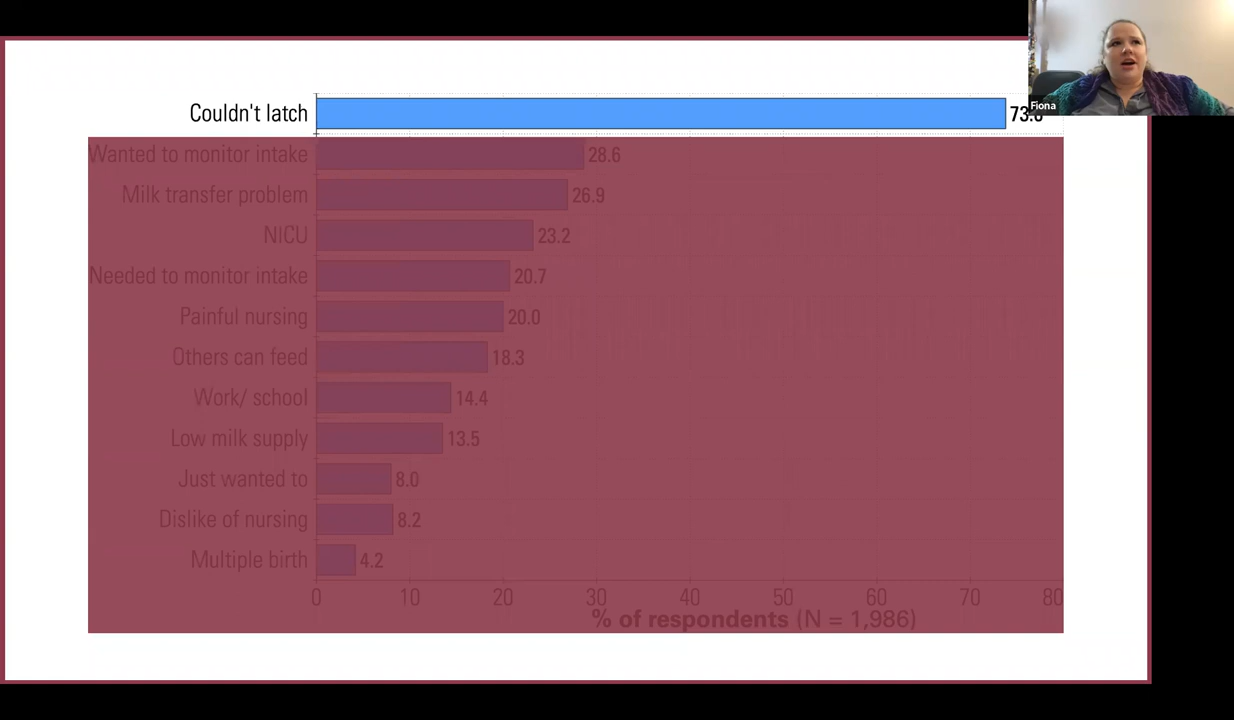 Fiona
Couldn't latch
Wanted to monitor intake 28.6
Milk transfer problem 26.9
NICU 23.2
Needed to monitor intake 20.7
Painful nursing 20.0
Others can feed 18.3
Work/ school 14.4
Low milk supply 13.5
Just wanted to 8.0
Dislike of nursing 8.2
Multiple birth 4.2
0 10 20 30 40 50 60 70 80
% of respondents (N = 1,986)